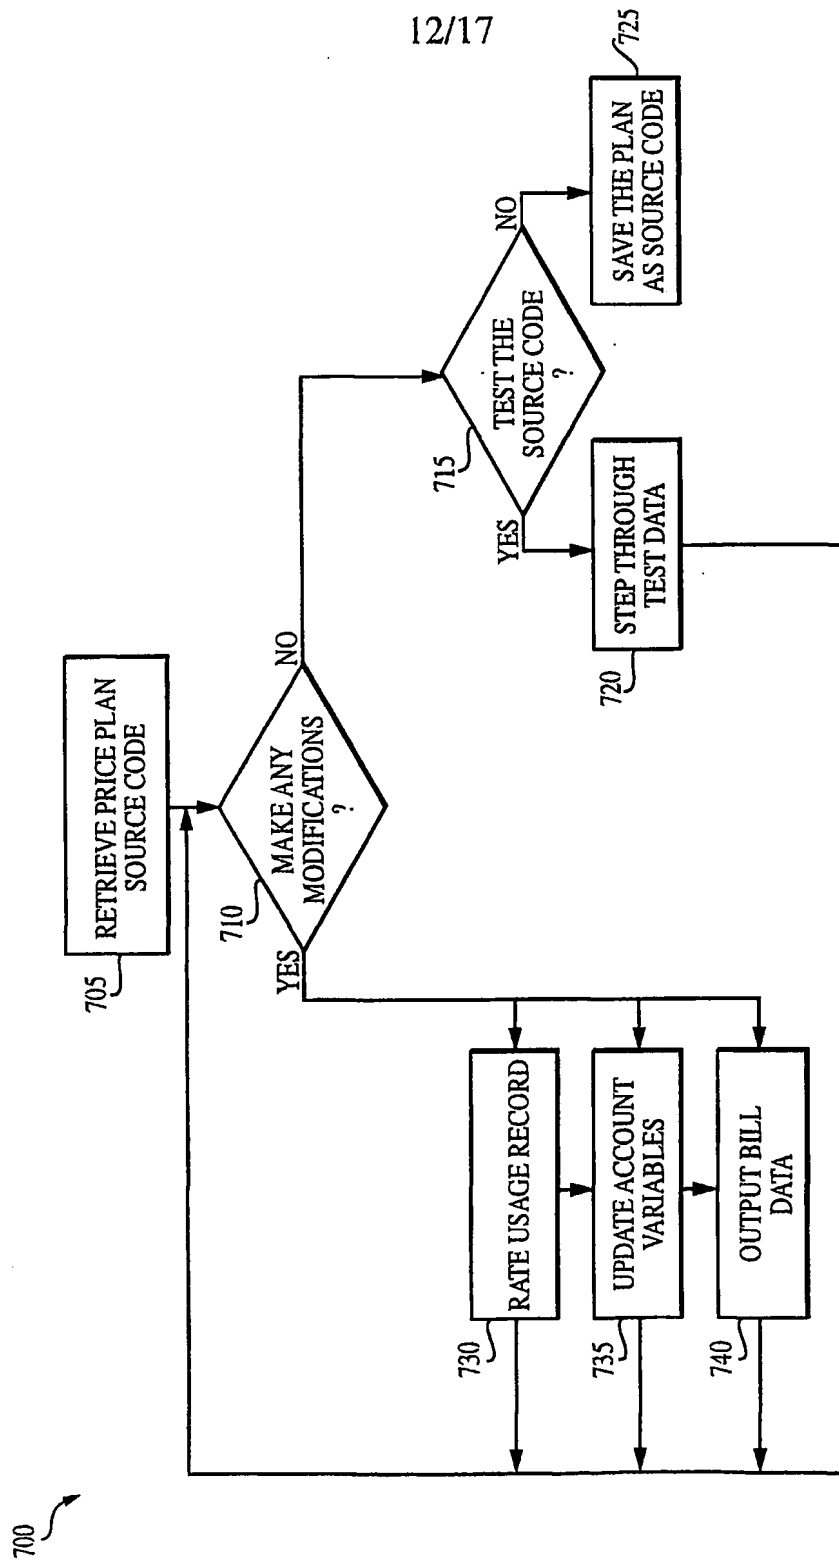 12/17
700
RETRIEVE PRICE PLAN
SOURCE CODE
705
MAKE ANY
MODIFICATIONS
?
710
YES
NO
RATE USAGE RECORD
730
UPDATE ACCOUNT
VARIABLES
735
OUTPUT BILL
DATA
740
TEST THE
SOURCE CODE
?
715
YES
NO
STEP THROUGH
TEST DATA
720
SAVE THE PLAN
AS SOURCE CODE
725